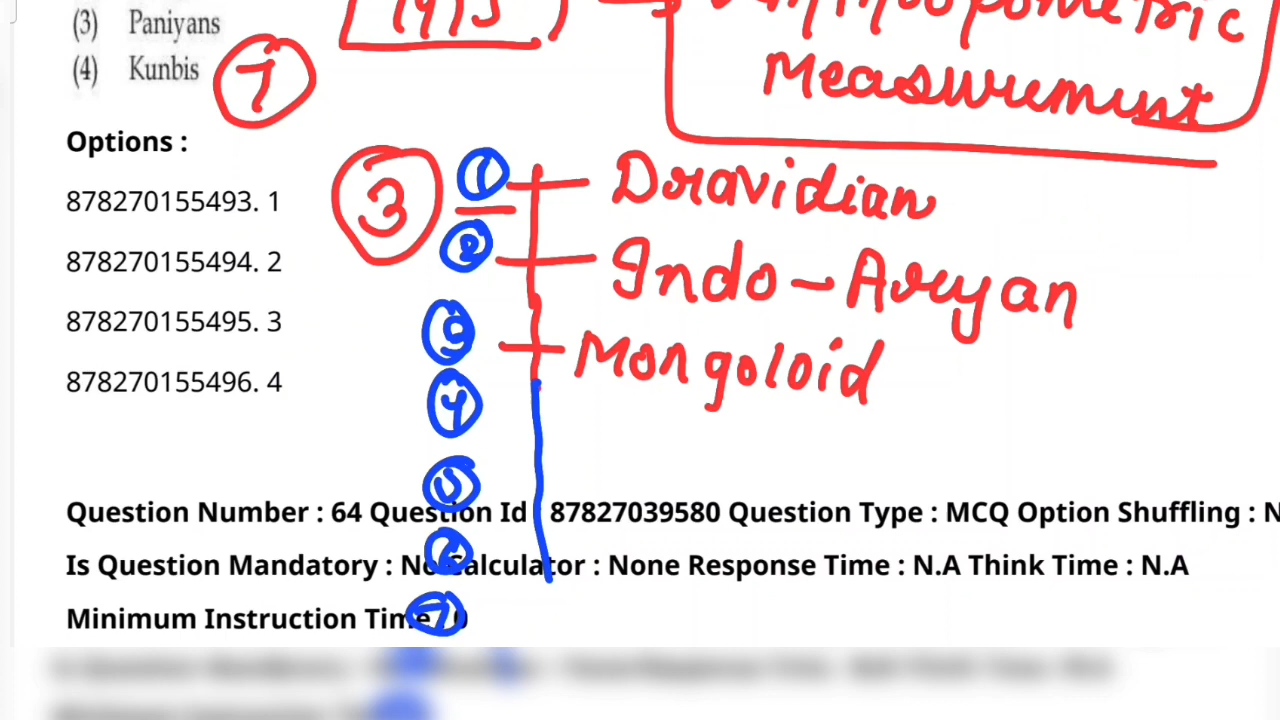 (3) Paniyans
(4) Kunbis
7
Measurement
Options :
878270155493. 1
878270155494. 2
878270155495. 3
878270155496. 4
3
1 Dravidian
2 Indo-Aryan
3 Mongoloid
4
5
6
7
Question Number : 64 Question Id : 87827039580 Question Type : MCQ Option Shuffling : N
Is Question Mandatory : No Calculator : None Response Time : N.A Think Time : N.A
Minimum Instruction Time : 0